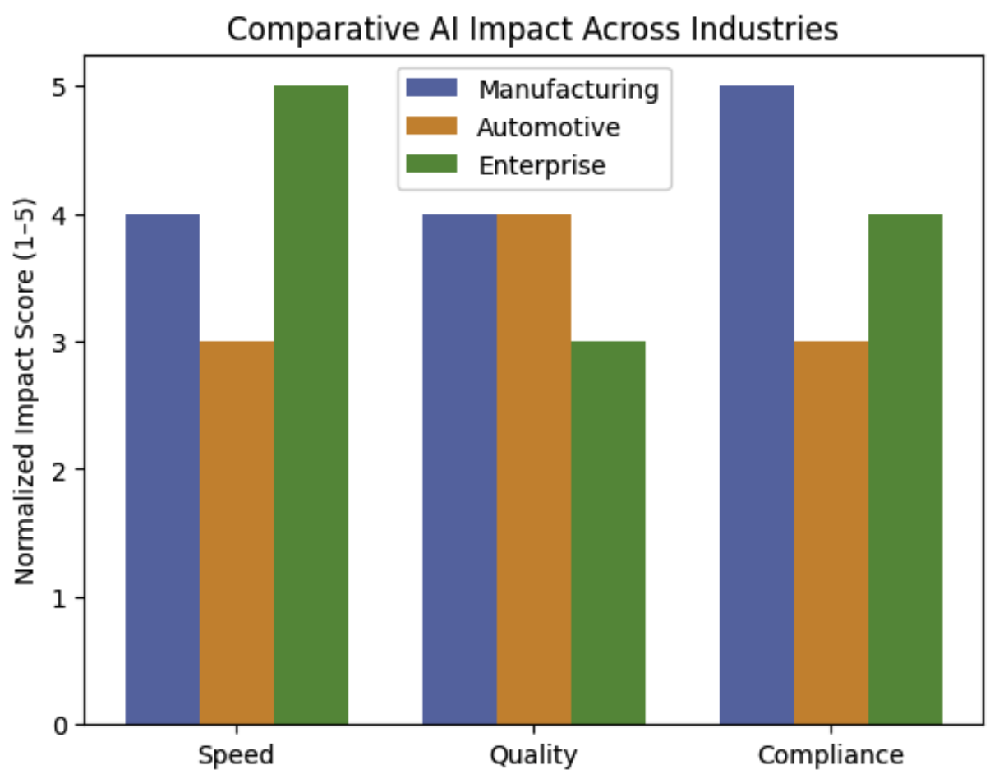 Comparative AI Impact Across Industries
Normalized Impact Score (1–5)
5
4
3
2
1
0
Manufacturing
Automotive
Enterprise
Speed
Quality
Compliance